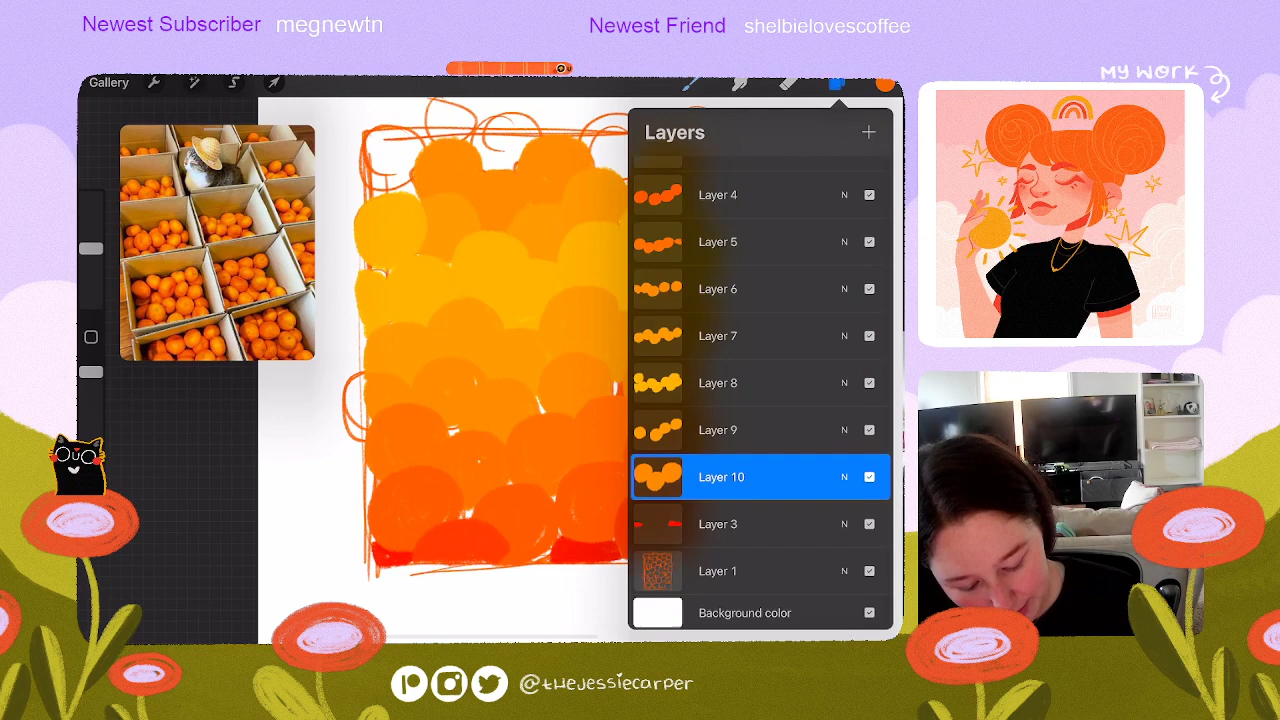 Newest Subscriber megnewtn
Newest Friend shelbielovescoffee
MY WORK
Gallery
Layers
Layer 4 N
Layer 5 N
Layer 6 N
Layer 7 N
Layer 8 N
Layer 9 N
Layer 10 N
Layer 3 N
Layer 1 N
Background color
@THEJESSIECARPER